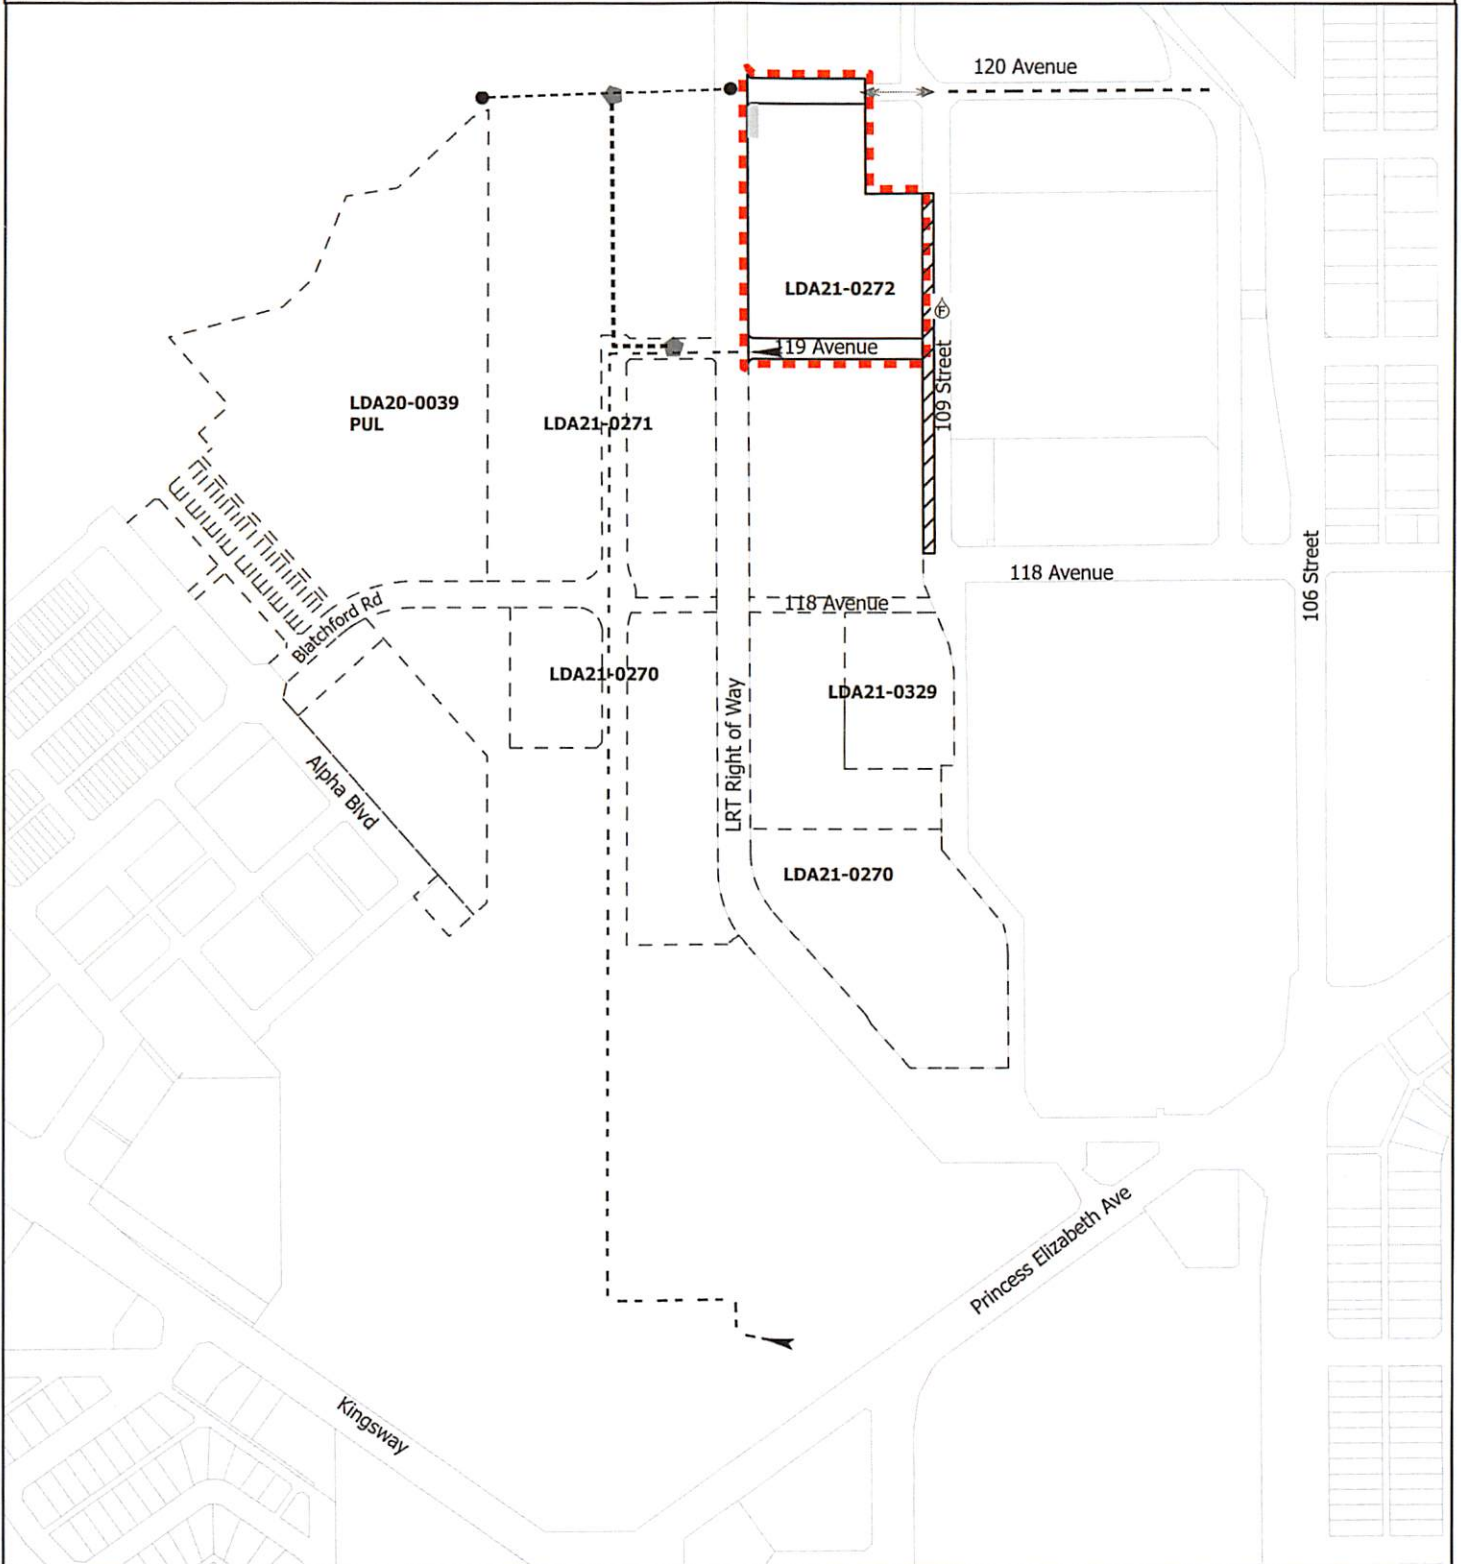 120 Avenue
LDA21-0272
F
119 Avenue
109 Street
LDA20-0039
PUL
LDA21-0271
118 Avenue
106 Street
118 Avenue
Blatchford Rd
LDA21-0270
LDA21-0329
LRT Right of Way
Alpha Blvd
LDA21-0270
Princess Elizabeth Ave
Kingsway